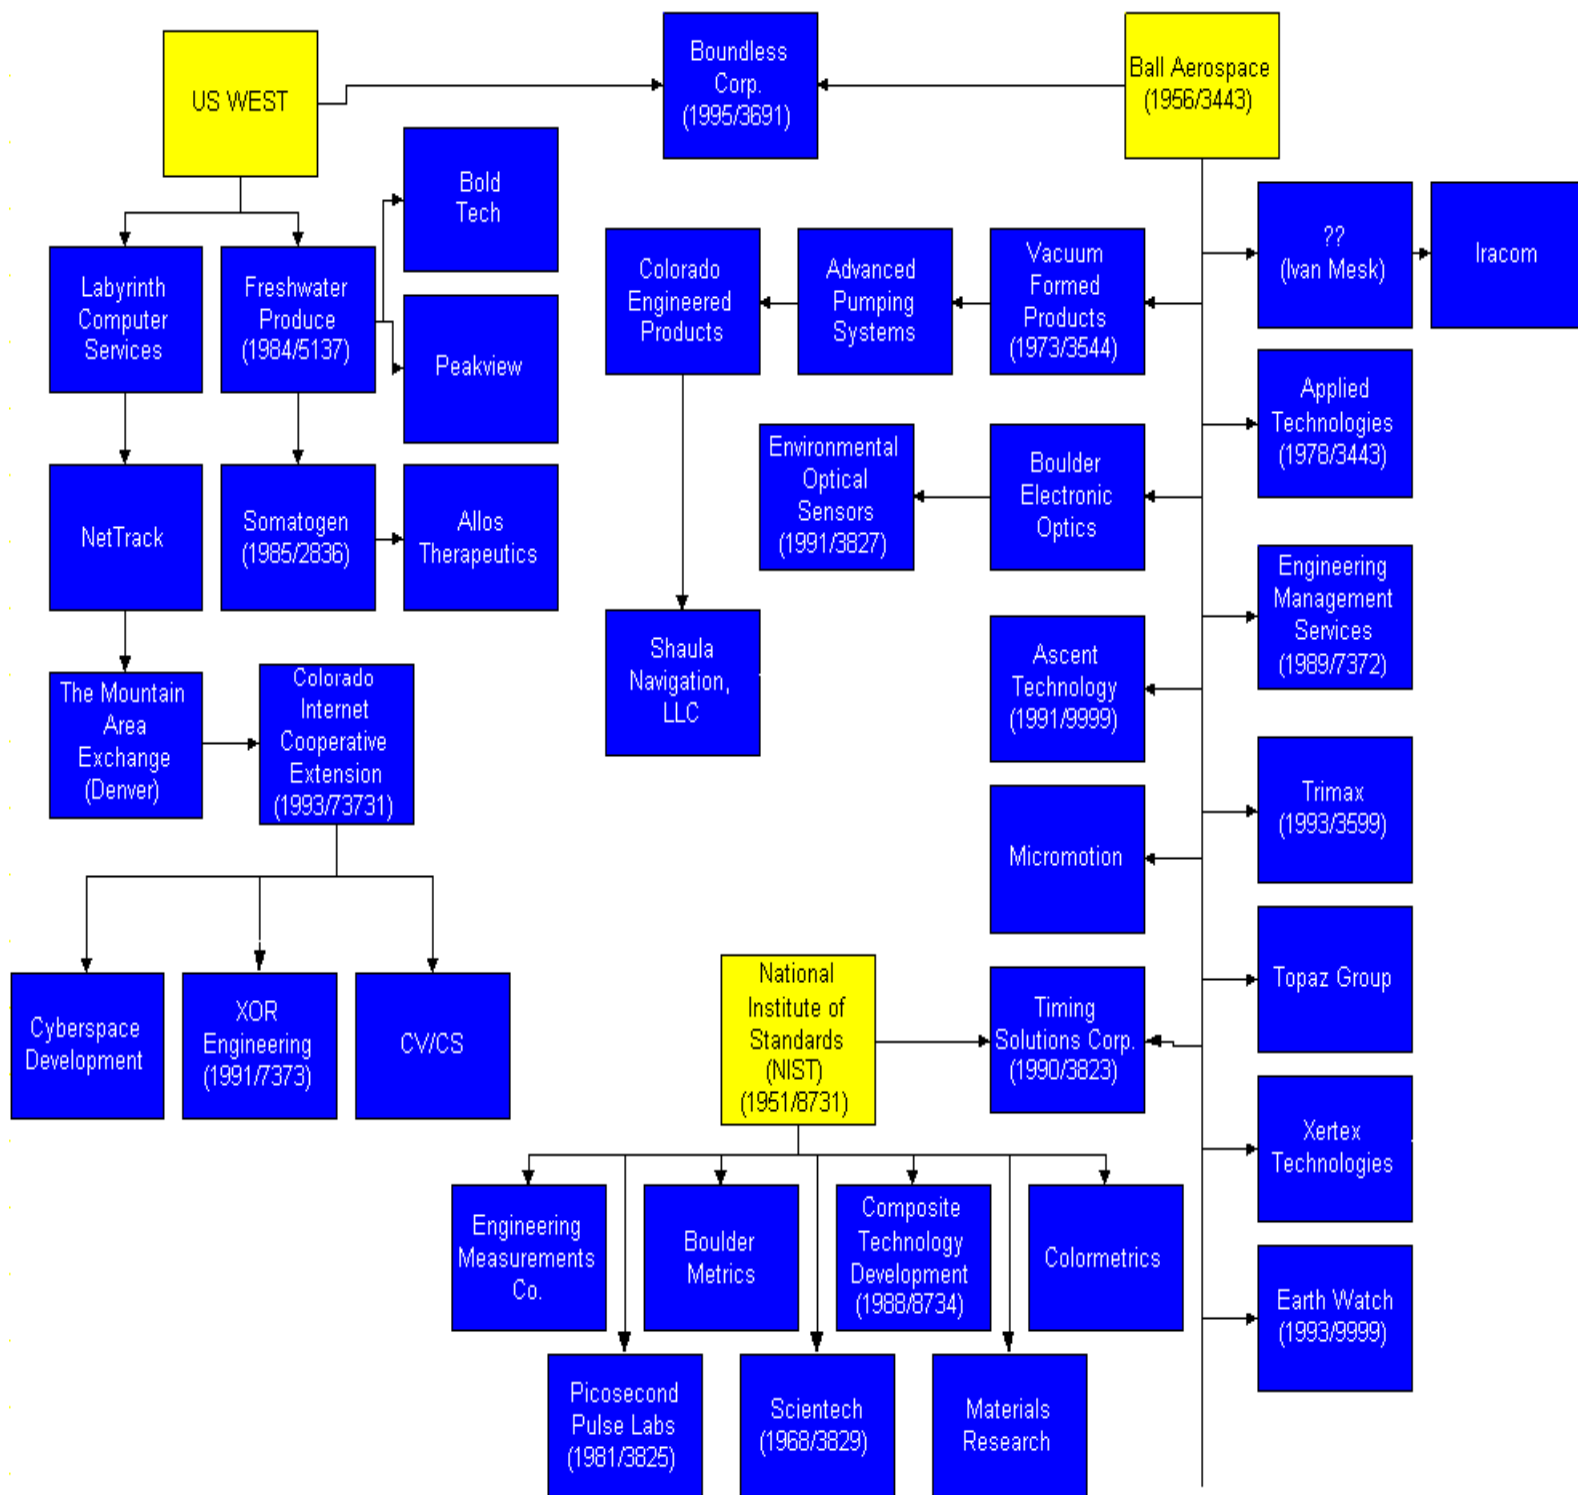 US WEST
Boundless
Corp.
(1995/3691)
Ball Aerospace
(1956/3443)
Bold
Tech
Labyrinth
Computer
Services
Freshwater
Produce
(1984/5137)
Peakview
Colorado
Engineered
Products
Advanced
Pumping
Systems
Vacuum
Formed
Products
(1973/3544)
??
(Ivan Mesk)
Iracom
Applied
Technologies
(1978/3443)
NetTrack
Somatogen
(1985/2836)
Allos
Therapeutics
Environmental
Optical
Sensors
(1991/3827)
Boulder
Electronic
Optics
Engineering
Management
Services
(1989/7372)
Shaula
Navigation,
LLC
Ascent
Technology
(1991/9999)
The Mountain
Area
Exchange
(Denver)
Colorado
Internet
Cooperative
Extension
(1993/73731)
Trimax
(1993/3599)
Micromotion
Cyberspace
Development
XOR
Engineering
(1991/7373)
CV/CS
National
Institute of
Standards
(NIST)
(1951/8731)
Timing
Solutions Corp.
(1990/3823)
Topaz Group
Xertex
Technologies
Engineering
Measurements
Co.
Boulder
Metrics
Composite
Technology
Development
(1988/8734)
Colormetrics
Earth Watch
(1993/9999)
Picosecond
Pulse Labs
(1981/3825)
Scientech
(1968/3829)
Materials
Research